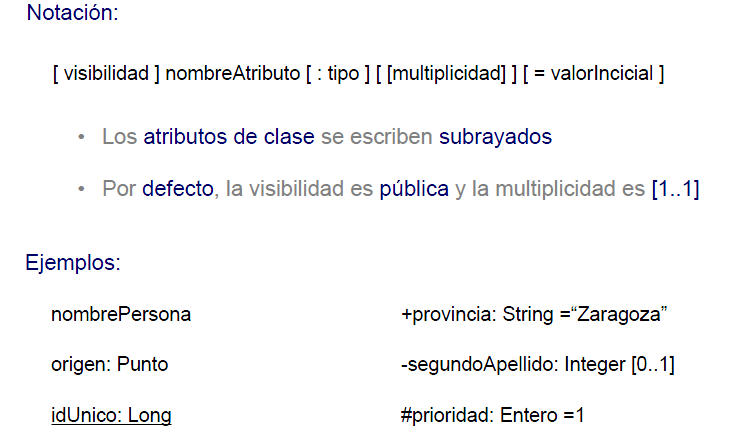 Notación:
[ visibilidad ] nombreAtributo [ : tipo ] [ [multiplicidad] ] [ = valorIncicial ]
• Los atributos de clase se escriben subrayados
• Por defecto, la visibilidad es pública y la multiplicidad es [1..1]
Ejemplos:
nombrePersona
+provincia: String =“Zaragoza”
origen: Punto
-segundoApellido: Integer [0..1]
idUnico: Long
#prioridad: Entero =1